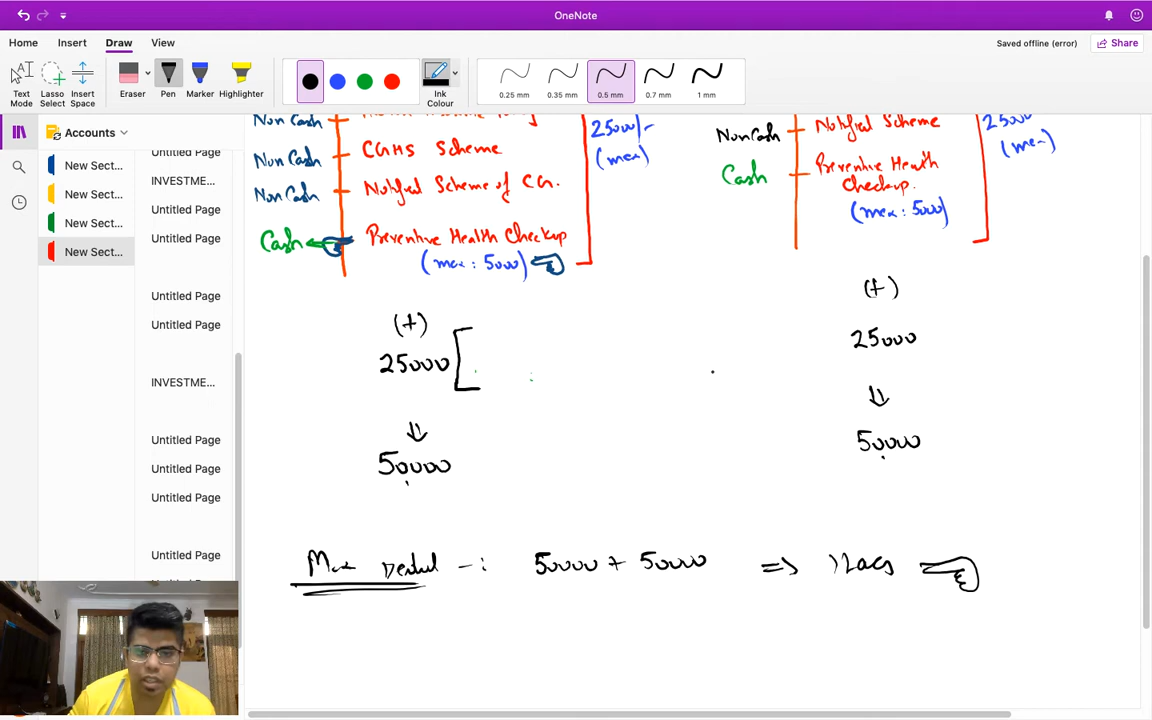 OneNote
Home Insert Draw View
Saved offline (error)
Share
Text Mode
Lasso Select
Insert Space
Eraser
Pen
Marker
Highlighter
Ink Colour
0.25 mm
0.35 mm
0.5 mm
0.7 mm
1 mm
Accounts
New Sect...
New Sect...
New Sect...
New Sect...
Untitled Page
INVESTME...
Untitled Page
Untitled Page
Untitled Page
Untitled Page
INVESTME...
Untitled Page
Untitled Page
Untitled Page
Untitled Page
Non Cash
Non Cash CGHS Scheme
Non Cash Notified Scheme of CG.
Cash Preventive Health Checkup
(max : 5000)
25000/-
(max)
(+)
25000
50000
Non Cash Notified Scheme
Cash Preventive Health Checkup.
(max : 5000)
25000
(max)
(+)
25000
50000
Max -: 50000 + 50000 => 1 Lacs